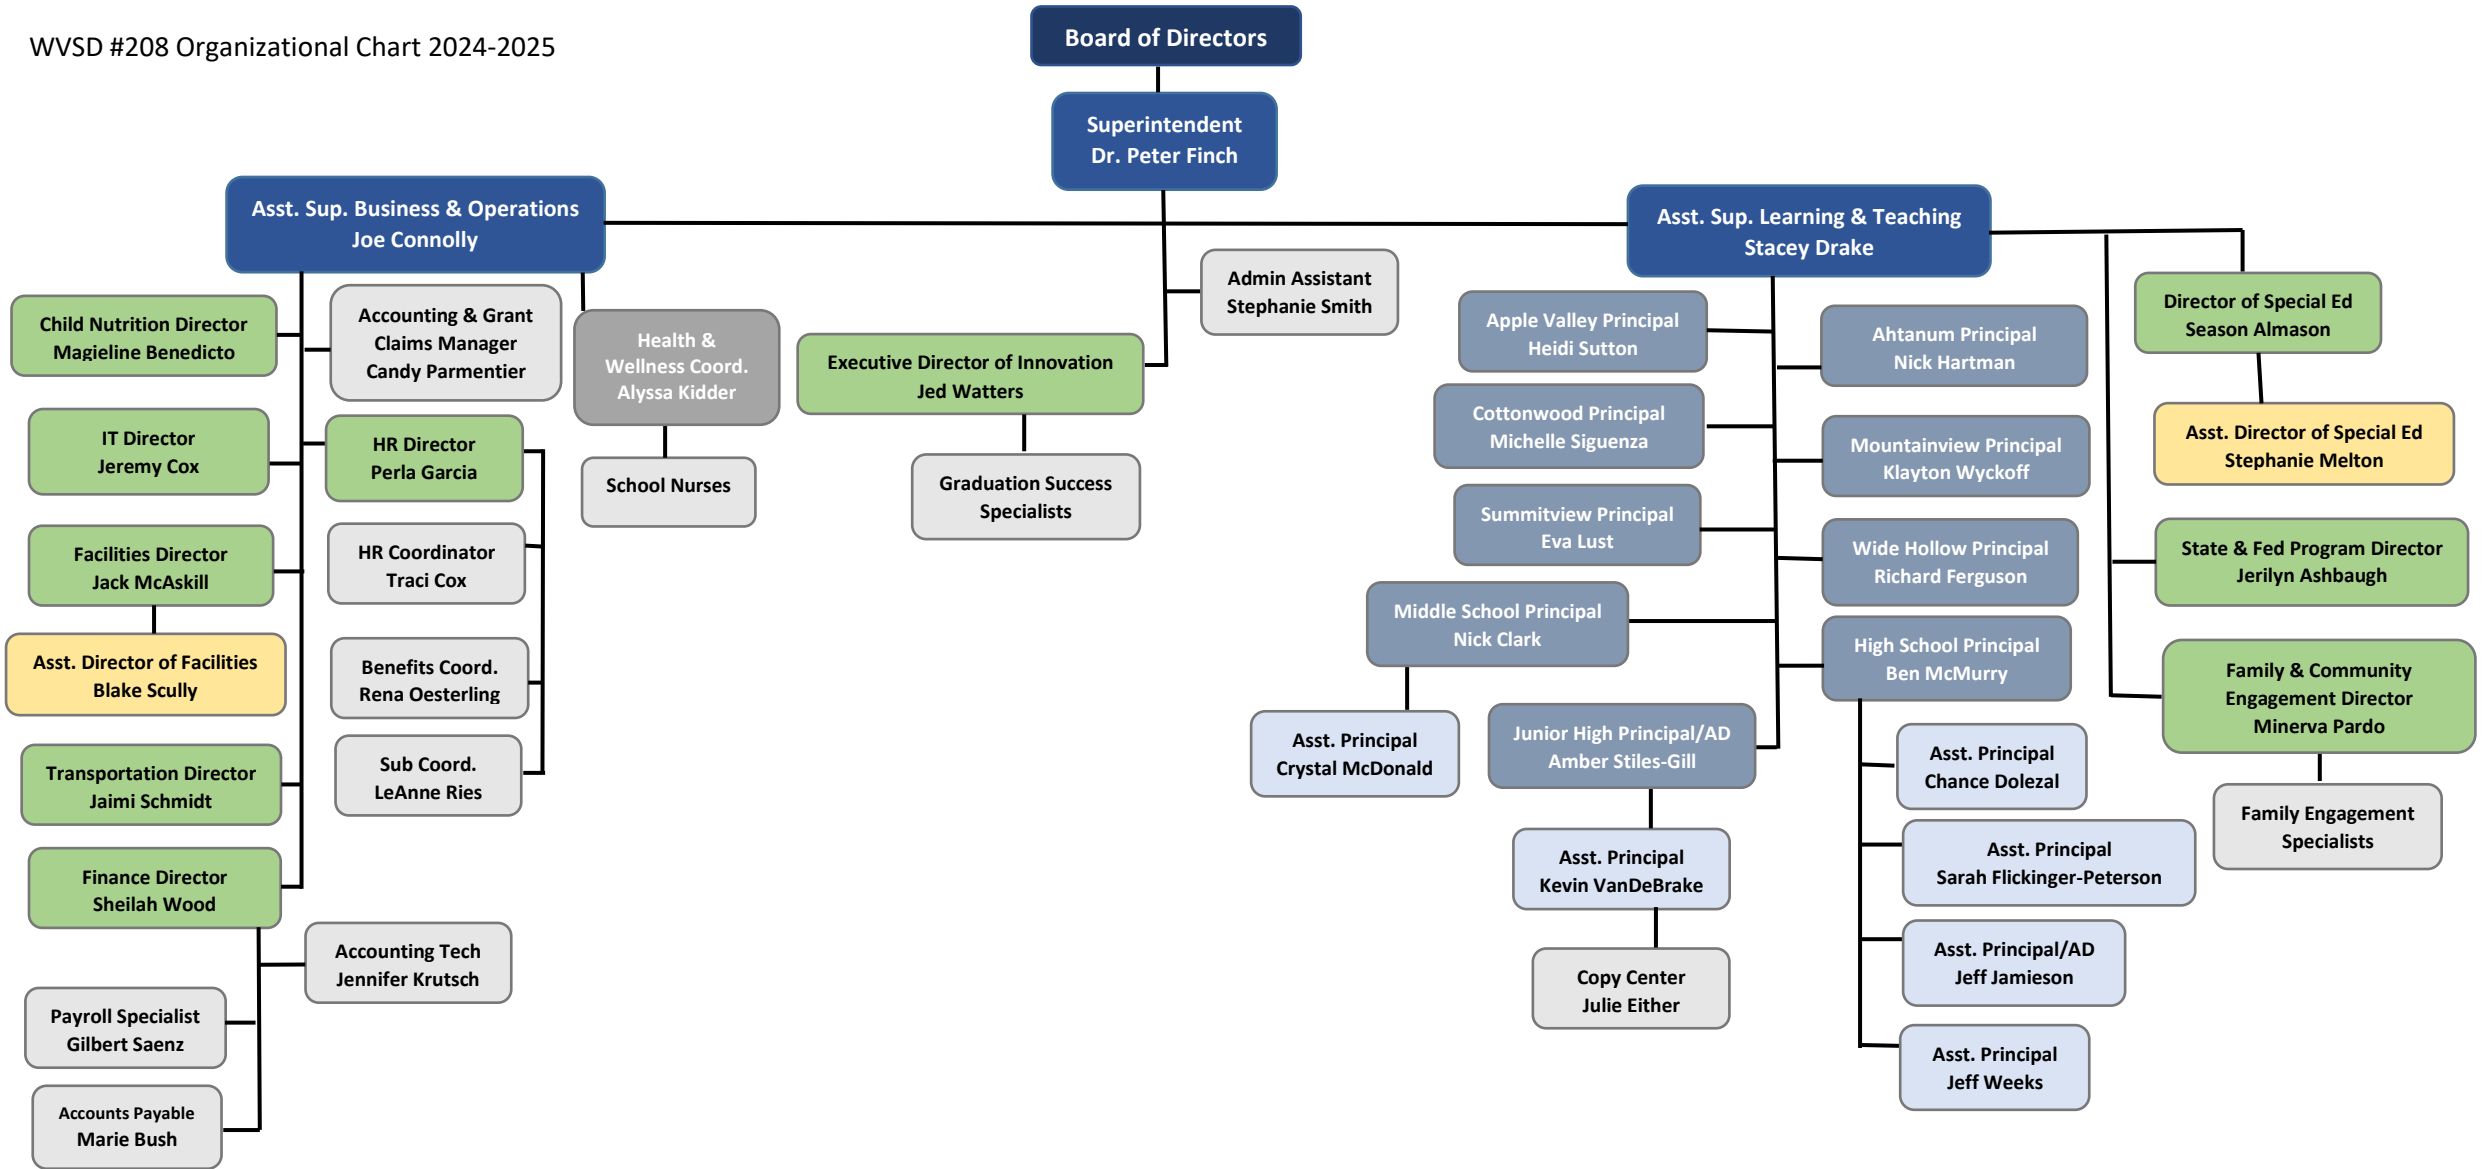 WVSD #208 Organizational Chart 2024-2025
Board of Directors
Superintendent
Dr. Peter Finch
Asst. Sup. Business & Operations
Joe Connolly
Asst. Sup. Learning & Teaching
Stacey Drake
Admin Assistant
Stephanie Smith
Executive Director of Innovation
Jed Watters
Graduation Success
Specialists
Child Nutrition Director
Magieline Benedicto
Accounting & Grant
Claims Manager
Candy Parmentier
Health &
Wellness Coord.
Alyssa Kidder
School Nurses
IT Director
Jeremy Cox
HR Director
Perla Garcia
HR Coordinator
Traci Cox
Benefits Coord.
Rena Oesterling
Sub Coord.
LeAnne Ries
Facilities Director
Jack McAskill
Asst. Director of Facilities
Blake Scully
Transportation Director
Jaimi Schmidt
Finance Director
Sheilah Wood
Accounting Tech
Jennifer Krutsch
Payroll Specialist
Gilbert Saenz
Accounts Payable
Marie Bush
Apple Valley Principal
Heidi Sutton
Ahtanum Principal
Nick Hartman
Cottonwood Principal
Michelle Siguenza
Mountainview Principal
Klayton Wyckoff
Summitview Principal
Eva Lust
Wide Hollow Principal
Richard Ferguson
Middle School Principal
Nick Clark
Asst. Principal
Crystal McDonald
High School Principal
Ben McMurry
Junior High Principal/AD
Amber Stiles-Gill
Asst. Principal
Kevin VanDeBrake
Copy Center
Julie Either
Asst. Principal
Chance Dolezal
Asst. Principal
Sarah Flickinger-Peterson
Asst. Principal/AD
Jeff Jamieson
Asst. Principal
Jeff Weeks
Director of Special Ed
Season Almason
Asst. Director of Special Ed
Stephanie Melton
State & Fed Program Director
Jerilyn Ashbaugh
Family & Community
Engagement Director
Minerva Pardo
Family Engagement
Specialists